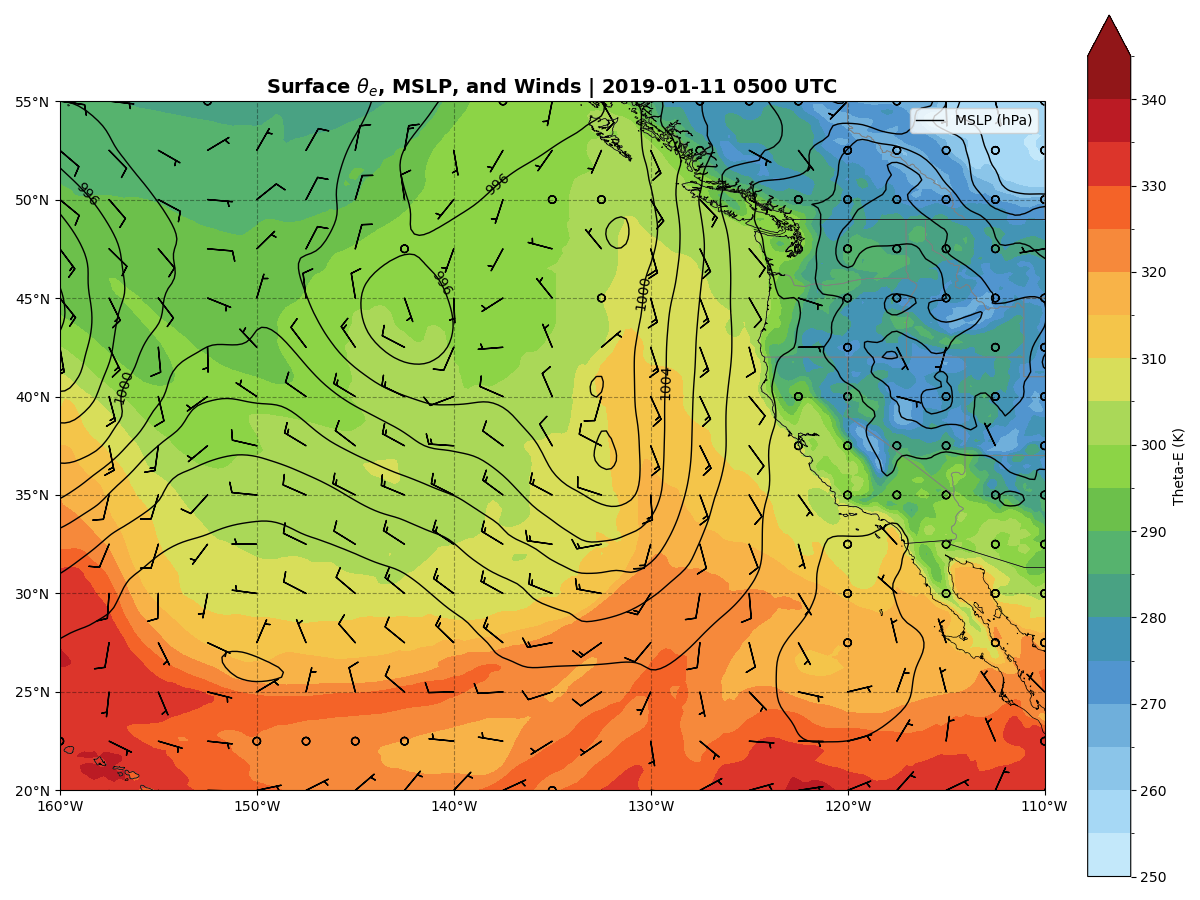 Surface θe, MSLP, and Winds | 2019-01-11 0500 UTC
MSLP (hPa)
55°N
50°N
45°N
40°N
35°N
30°N
25°N
20°N
160°W
150°W
140°W
130°W
120°W
110°W
996
996
996
1000
1000
1004
340
330
320
310
300
290
280
270
260
250
Theta-E (K)